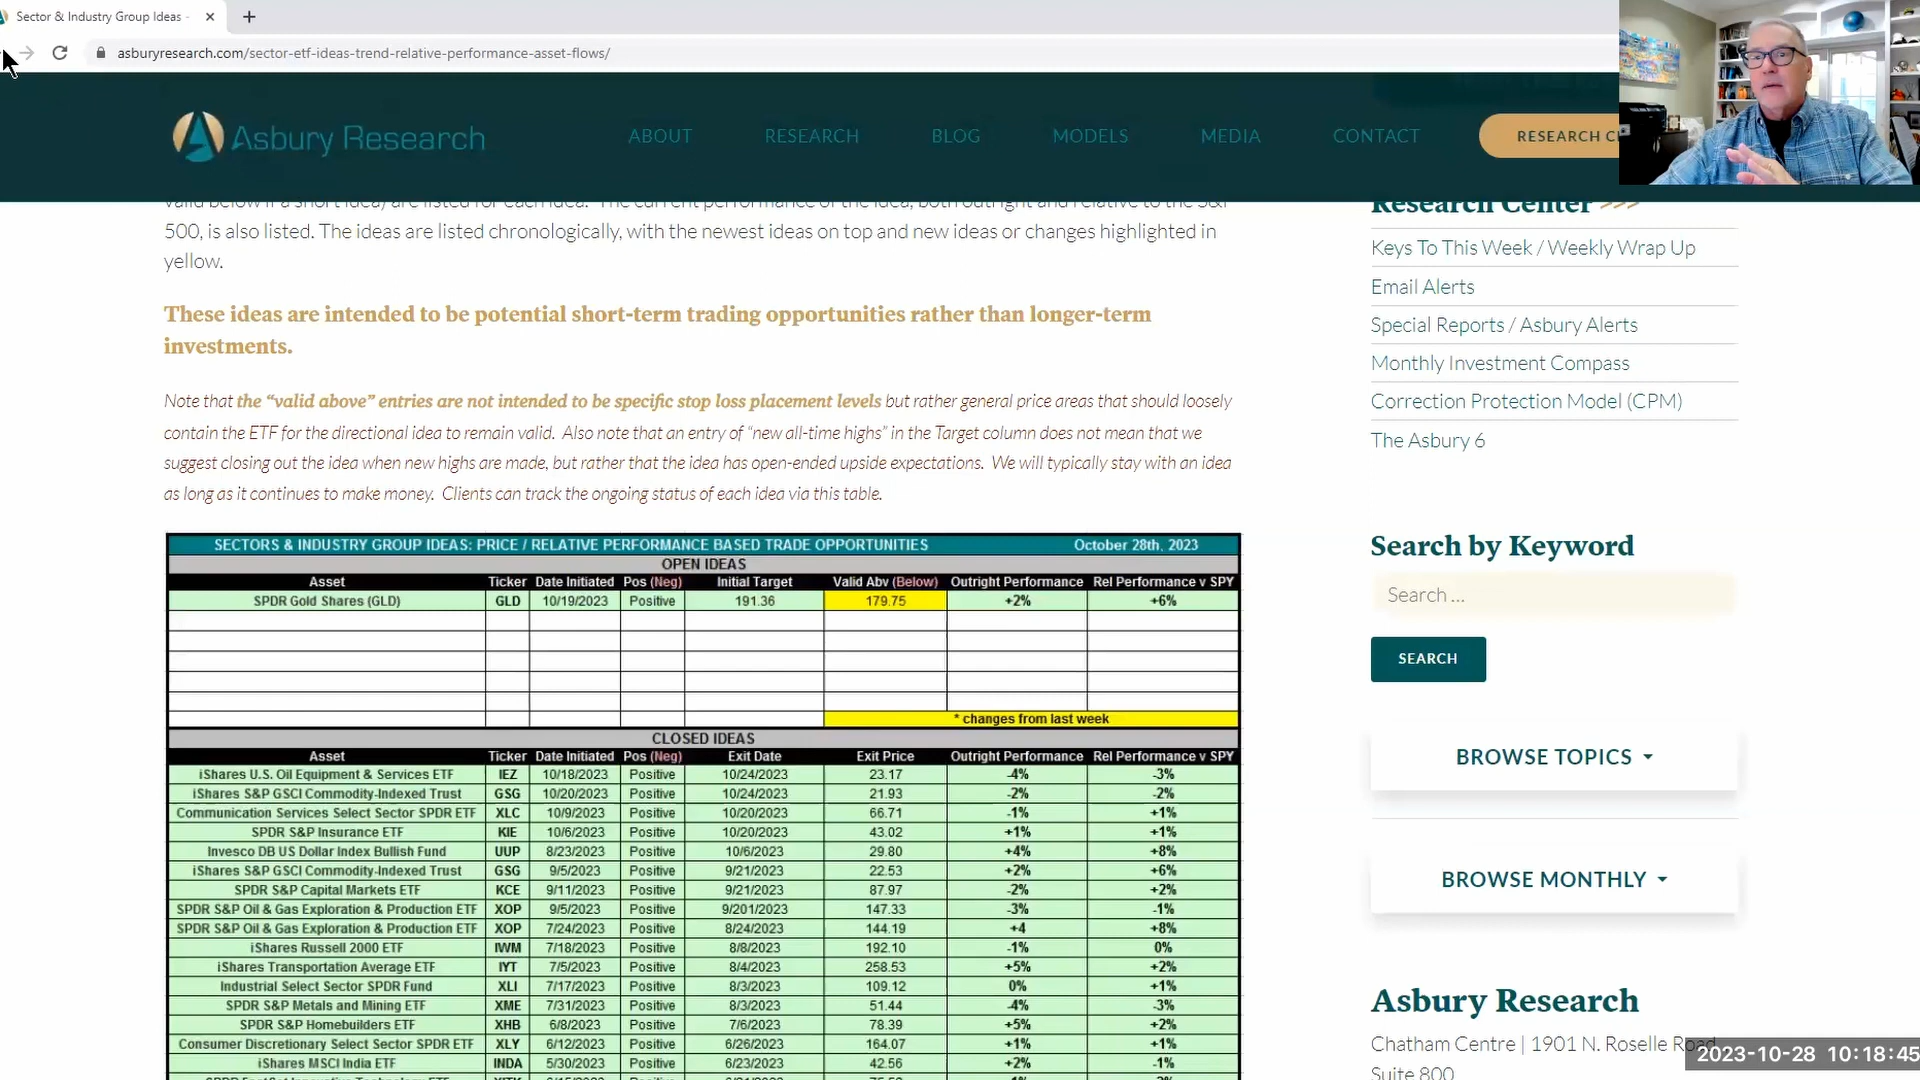 Sector & Industry Group Ideas -
asburyresearch.com/sector-etf-ideas-trend-relative-performance-asset-flows/
Asbury Research
ABOUT
RESEARCH
BLOG
MODELS
MEDIA
CONTACT
RESEARCH C
500, is also listed. The ideas are listed chronologically, with the newest ideas on top and new ideas or changes highlighted in
yellow.
These ideas are intended to be potential short-term trading opportunities rather than longer-term
investments.
Note that the “valid above” entries are not intended to be specific stop loss placement levels but rather general price areas that should loosely
contain the ETF for the directional idea to remain valid. Also note that an entry of “new all-time highs” in the Target column does not mean that we
suggest closing out the idea when new highs are made, but rather that the idea has open-ended upside expectations. We will typically stay with an idea
as long as it continues to make money. Clients can track the ongoing status of each idea via this table.
SECTORS & INDUSTRY GROUP IDEAS: PRICE / RELATIVE PERFORMANCE BASED TRADE OPPORTUNITIES October 28th, 2023
OPEN IDEAS
Asset Ticker Date Initiated Pos (Neg) Initial Target Valid Abv (Below) Outright Performance Rel Performance v SPY
SPDR Gold Shares (GLD) GLD 10/19/2023 Positive 191.36 179.75 +2% +6%
* changes from last week
CLOSED IDEAS
Asset Ticker Date Initiated Pos (Neg) Exit Date Exit Price Outright Performance Rel Performance v SPY
iShares U.S. Oil Equipment & Services ETF IEZ 10/18/2023 Positive 10/24/2023 23.17 -4% -3%
iShares S&P GSCI Commodity-Indexed Trust GSG 10/20/2023 Positive 10/24/2023 21.93 -2% -2%
Communication Services Select Sector SPDR ETF XLC 10/9/2023 Positive 10/20/2023 66.71 -1% +1%
SPDR S&P Insurance ETF KIE 10/6/2023 Positive 10/20/2023 43.02 +1% +1%
Invesco DB US Dollar Index Bullish Fund UUP 8/23/2023 Positive 10/6/2023 29.80 +4% +8%
iShares S&P GSCI Commodity-Indexed Trust GSG 9/5/2023 Positive 9/21/2023 22.53 +2% +6%
SPDR S&P Capital Markets ETF KCE 9/11/2023 Positive 9/21/2023 87.97 -2% +2%
SPDR S&P Oil & Gas Exploration & Production ETF XOP 9/5/2023 Positive 9/201/2023 147.33 -3% -1%
SPDR S&P Oil & Gas Exploration & Production ETF XOP 7/24/2023 Positive 8/24/2023 144.19 +4 +8%
iShares Russell 2000 ETF IWM 7/18/2023 Positive 8/8/2023 192.10 -1% 0%
iShares Transportation Average ETF IYT 7/5/2023 Positive 8/4/2023 258.53 +5% +2%
Industrial Select Sector SPDR Fund XLI 7/17/2023 Positive 8/3/2023 109.12 0% +1%
SPDR S&P Metals and Mining ETF XME 7/31/2023 Positive 8/3/2023 51.44 -4% -3%
SPDR S&P Homebuilders ETF XHB 6/8/2023 Positive 7/6/2023 78.39 +5% +2%
Consumer Discretionary Select Sector SPDR ETF XLY 6/12/2023 Positive 6/26/2023 164.07 +1% +1%
iShares MSCI India ETF INDA 5/30/2023 Positive 6/23/2023 42.56 +2% -1%
Research Center >>>
Keys To This Week / Weekly Wrap Up
Email Alerts
Special Reports / Asbury Alerts
Monthly Investment Compass
Correction Protection Model (CPM)
The Asbury 6
Search by Keyword
Search …
SEARCH
BROWSE TOPICS
BROWSE MONTHLY
Asbury Research
Chatham Centre | 1901 N. Roselle Road
Suite 800
2023-10-28 10:18:45